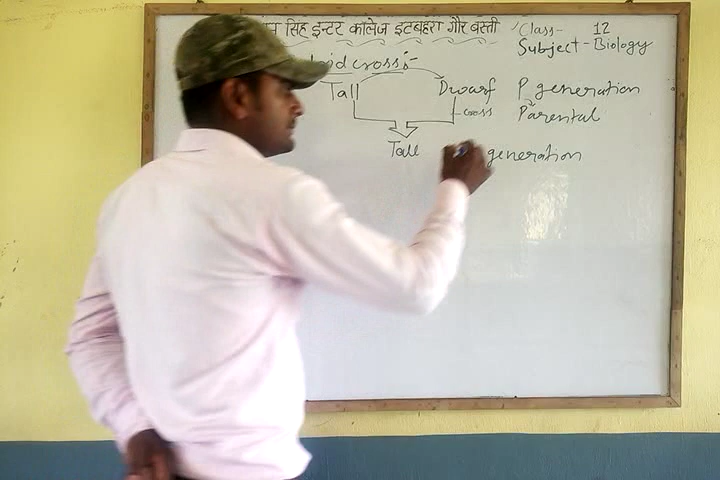 सिंह इन्टर कालेज इटबहरा गौर बस्ती
Class- 12
Subject - Biology
cross:-
Tall Dwarf P generation
cross Parental
Tall generation